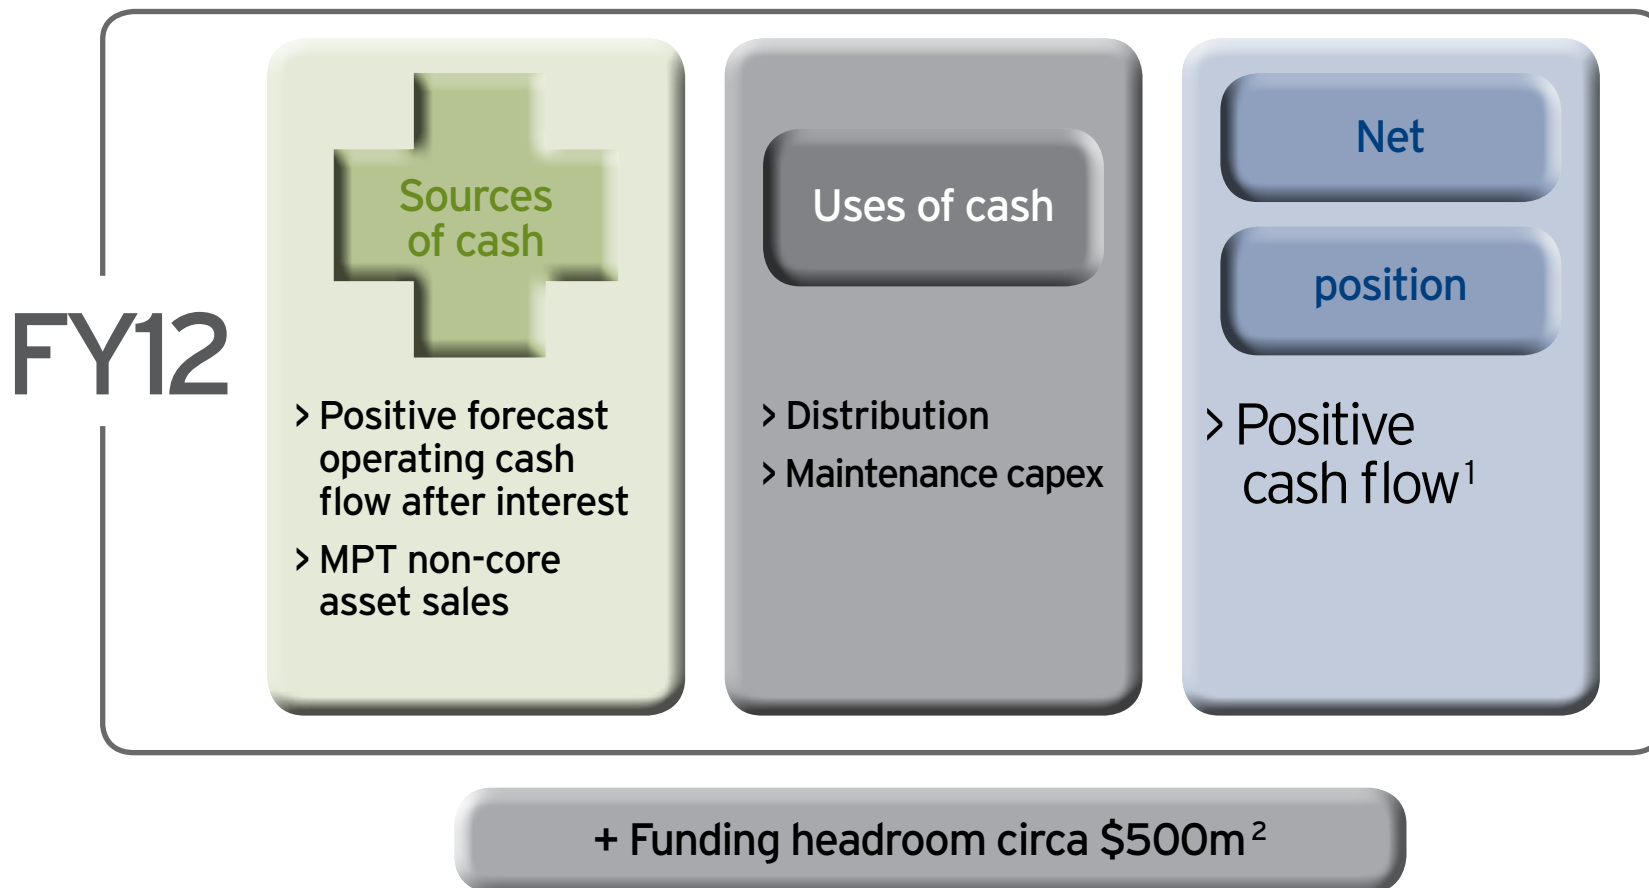 FY12
Sources
of cash
> Positive forecast
operating cash
flow after interest
> MPT non-core
asset sales
Uses of cash
> Distribution
> Maintenance capex
Net
position
> Positive
cash flow¹
+ Funding headroom circa $500m²